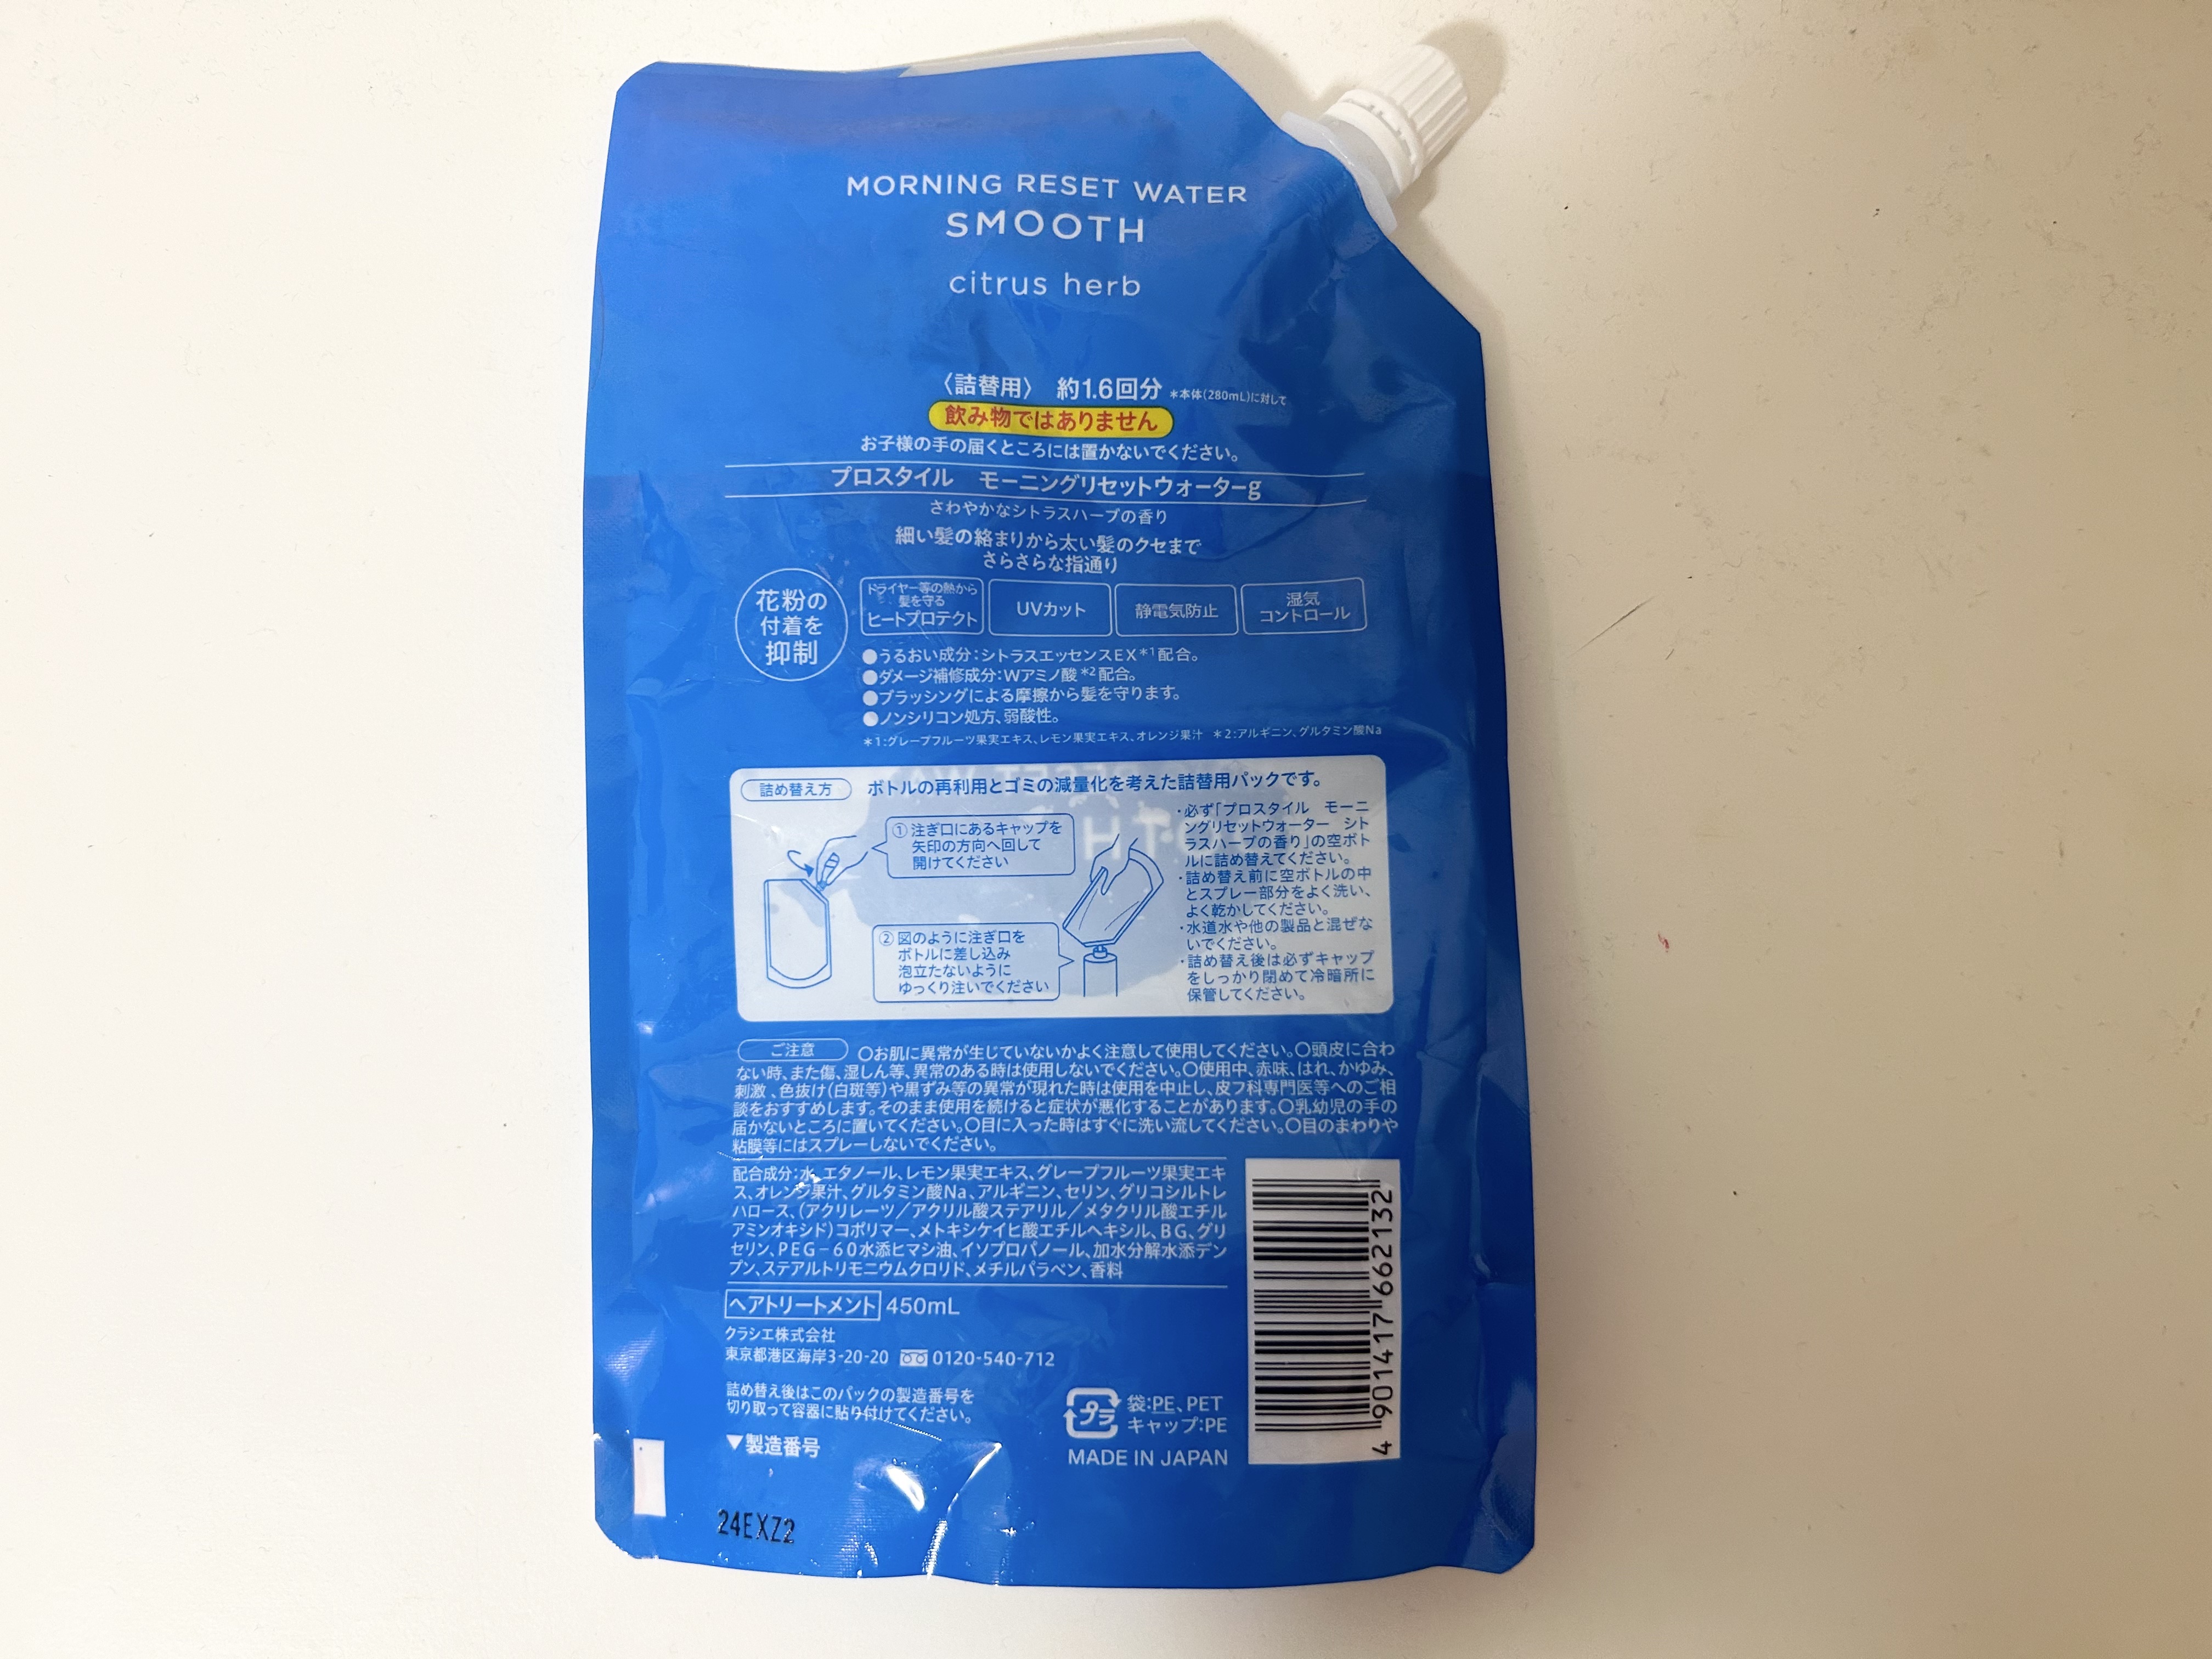 MORNING RESET WATER
SMOOTH
citrus herb
〈詰替用〉 約1.6回分 *本体(280mL)に対して
飲み物ではありません
お子様の手の届くところには置かないでください。
プロスタイル モーニングリセットウォーターg
さわやかなシトラスハーブの香り
細い髪の絡まりから太い髪のクセまで
さらさらな指通り
花粉の
付着を
抑制
ドライヤー等の熱から
髪を守る
ヒートプロテクト
UVカット
静電気防止
湿気
コントロール
●うるおい成分:シトラスエッセンスEX*1配合。
●ダメージ補修成分:Wアミノ酸*2配合。
●ブラッシングによる摩擦から髪を守ります。
●ノンシリコン処方、弱酸性。
*1:グレープフルーツ果実エキス、レモン果実エキス、オレンジ果汁 *2:アルギニン、グルタミン酸Na
詰め替え方
ボトルの再利用とゴミの減量化を考えた詰替用パックです。
①注ぎ口にあるキャップを
矢印の方向へ回して
開けてください
②図のように注ぎ口を
ボトルに差し込み
泡立たないように
ゆっくり注いでください
・必ず「プロスタイル モーニ
ングリセットウォーター シト
ラスハーブの香り」の空ボト
ルに詰め替えてください。
・詰め替え前に空ボトルの中
とスプレー部分をよく洗い、
よく乾かしてください。
・水道水や他の製品と混ぜな
いでください。
・詰め替え後は必ずキャップ
をしっかり閉めて冷暗所に
保管してください。
ご注意
○お肌に異常が生じていないかよく注意して使用してください。○頭皮に合わ
ない時、また傷、湿しん等、異常のある時は使用しないでください。○使用中、赤味、はれ、かゆみ、
刺激、色抜け(白斑等)や黒ずみ等の異常が現れた時は使用を中止し、皮フ科専門医等へのご相
談をおすすめします。そのまま使用を続けると症状が悪化することがあります。○乳幼児の手の
届かないところに置いてください。○目に入った時はすぐに洗い流してください。○目のまわりや
粘膜等にはスプレーしないでください。
配合成分:水、エタノール、レモン果実エキス、グレープフルーツ果実エキ
ス、オレンジ果汁、グルタミン酸Na、アルギニン、セリン、グリコシルトレ
ハロース、(アクリレーツ/アクリル酸ステアリル/メタクリル酸エチル
アミンオキシド)コポリマー、メトキシケイヒ酸エチルヘキシル、BG、グリ
セリン、PEG-60水添ヒマシ油、イソプロパノール、加水分解水添デン
プン、ステアルトリモニウムクロリド、メチルパラベン、香料
ヘアトリートメント 450mL
クラシエ株式会社
東京都港区海岸3-20-20 0120-540-712
詰め替え後はこのパックの製造番号を
切り取って容器に貼り付けてください。
▼製造番号
プラ
袋:PE、PET
キャップ:PE
MADE IN JAPAN
4901417662132
24EXZ2